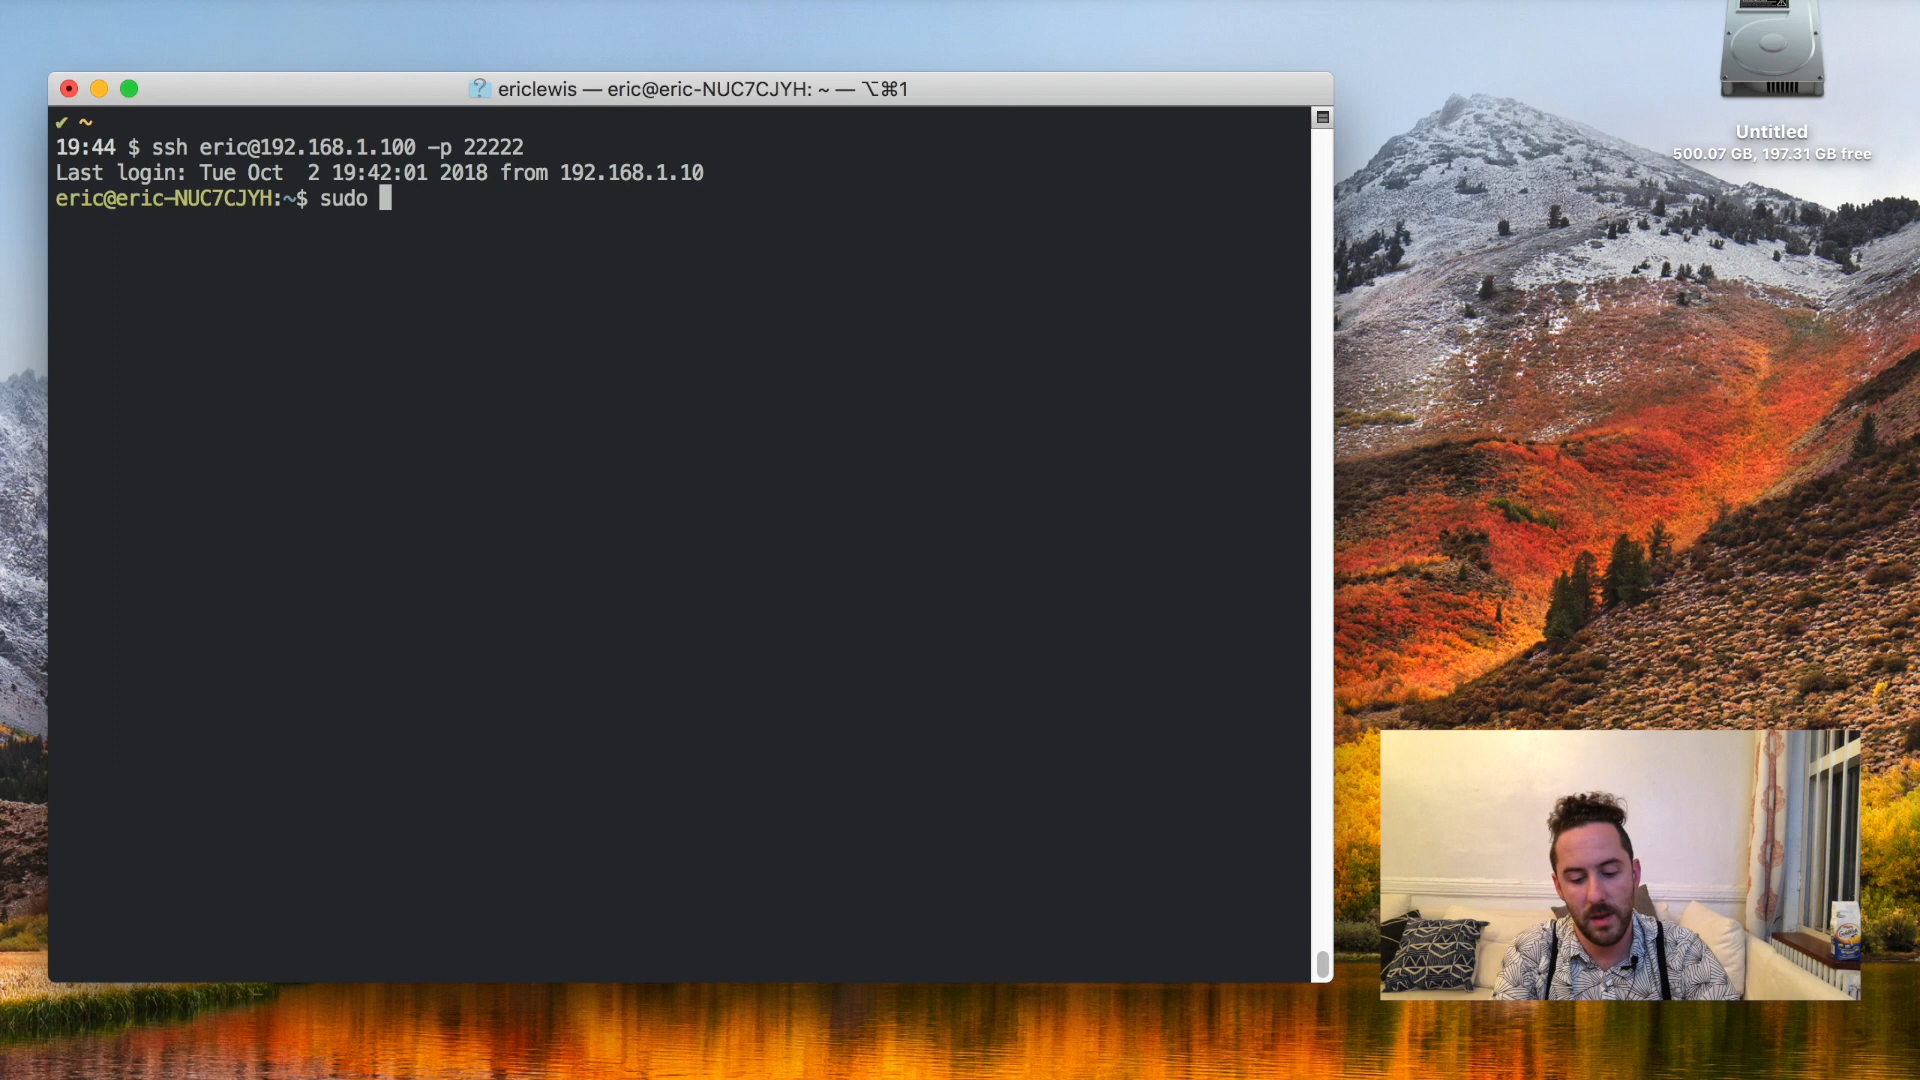 ericlewis — eric@eric-NUC7CJYH: ~ — ⌥⌘1
✔ ~
19:44 $ ssh eric@192.168.1.100 -p 22222
Last login: Tue Oct  2 19:42:01 2018 from 192.168.1.10
eric@eric-NUC7CJYH:~$ sudo
Untitled
500.07 GB, 197.31 GB free
Goldfish